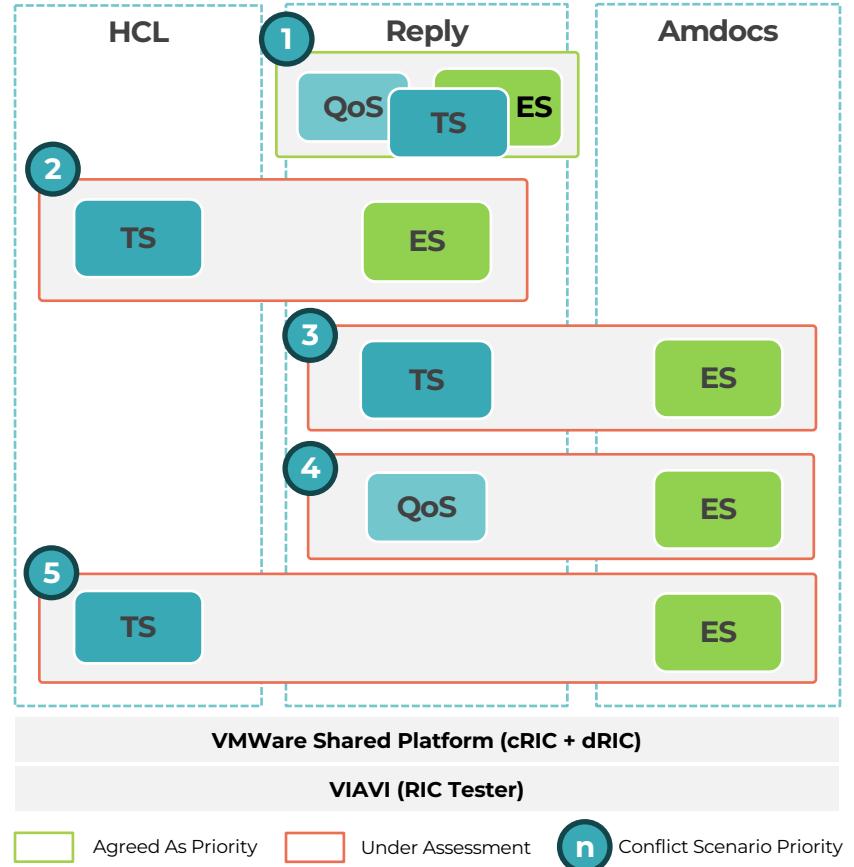 HCL
Reply
Amdocs
1
QoS
TS
ES
2
TS
ES
3
TS
ES
4
QoS
ES
5
TS
ES
VMWare Shared Platform (cRIC + dRIC)
VIAVI (RIC Tester)
Agreed As Priority
Under Assessment
n
Conflict Scenario Priority